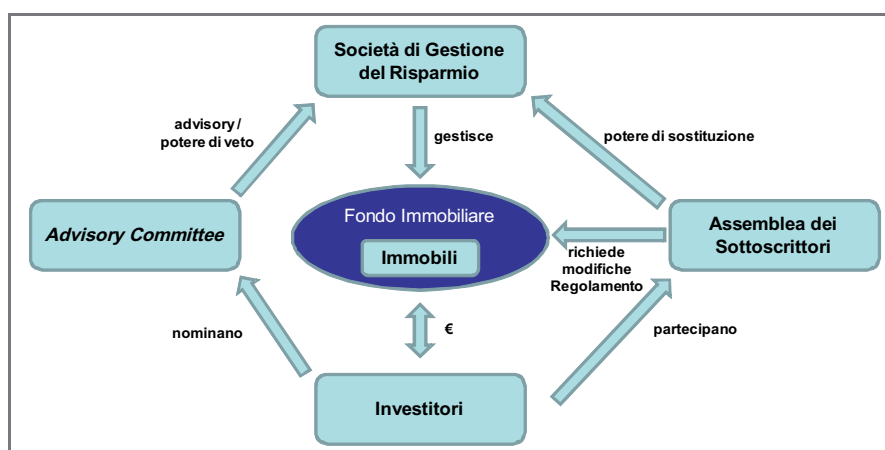 Società di Gestione
del Risparmio
advisory /
potere di veto
gestisce
potere di sostituzione
Advisory Committee
Fondo Immobiliare
Immobili
Assemblea dei
Sottoscrittori
richiede
modifiche
Regolamento
nominano
€
partecipano
Investitori